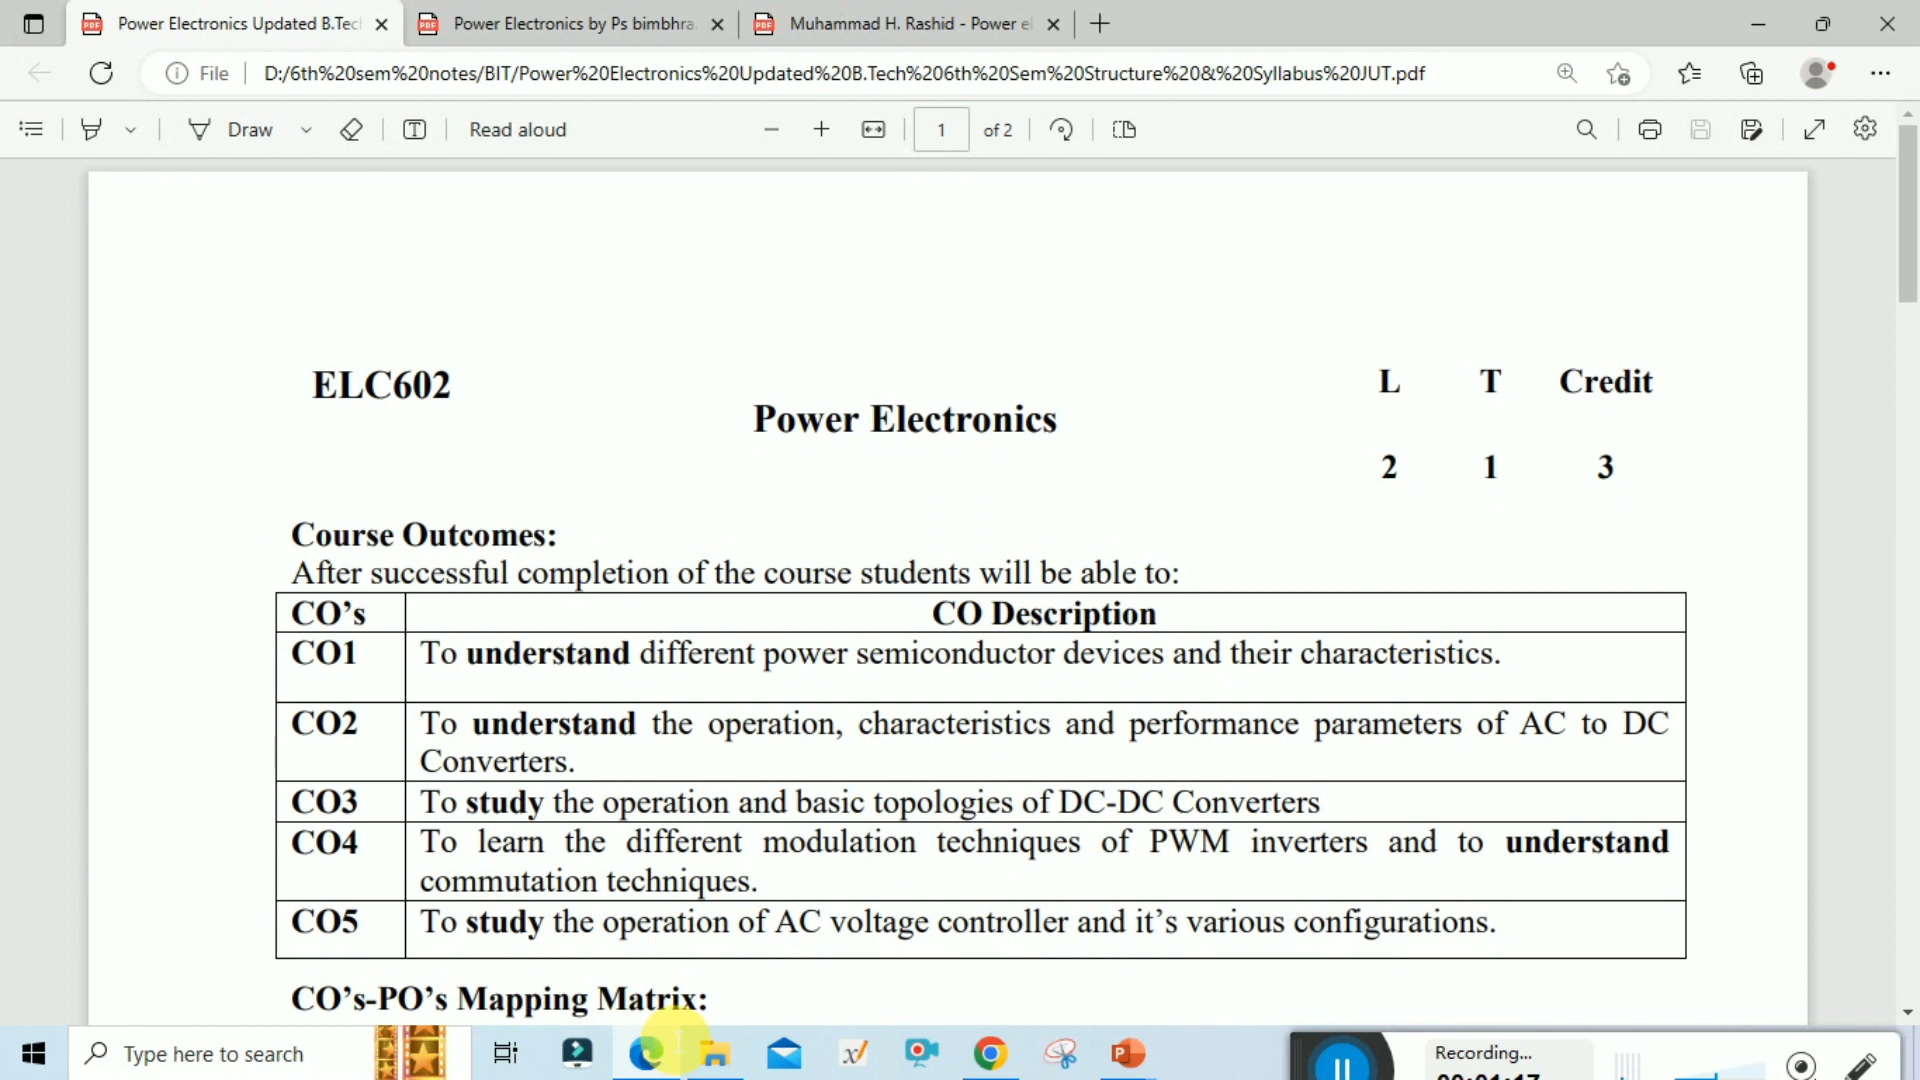 Power Electronics Updated B.Tec
Power Electronics by Ps bimbhra.
Muhammad H. Rashid - Power el
File
D:/6th%20sem%20notes/BIT/Power%20Electronics%20Updated%20B.Tech%206th%20Sem%20Structure%20&%20Syllabus%20JUT.pdf
Draw
Read aloud
1
of 2
ELC602
L T Credit
Power Electronics
2 1 3
Course Outcomes:
After successful completion of the course students will be able to:
CO’s CO Description
CO1 To understand different power semiconductor devices and their characteristics.
CO2 To understand the operation, characteristics and performance parameters of AC to DC
Converters.
CO3 To study the operation and basic topologies of DC-DC Converters
CO4 To learn the different modulation techniques of PWM inverters and to understand
commutation techniques.
CO5 To study the operation of AC voltage controller and it’s various configurations.
CO’s-PO’s Mapping Matrix:
Type here to search
Recording...
00:01:17